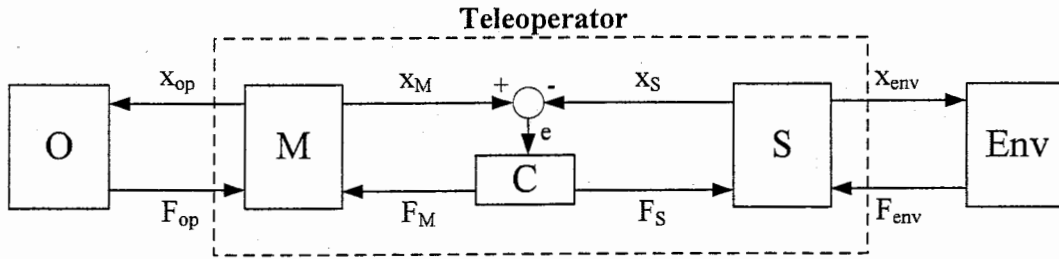 Teleoperator
x_op x_M + - x_S x_env
O M e S Env
C
F_op F_M F_S F_env